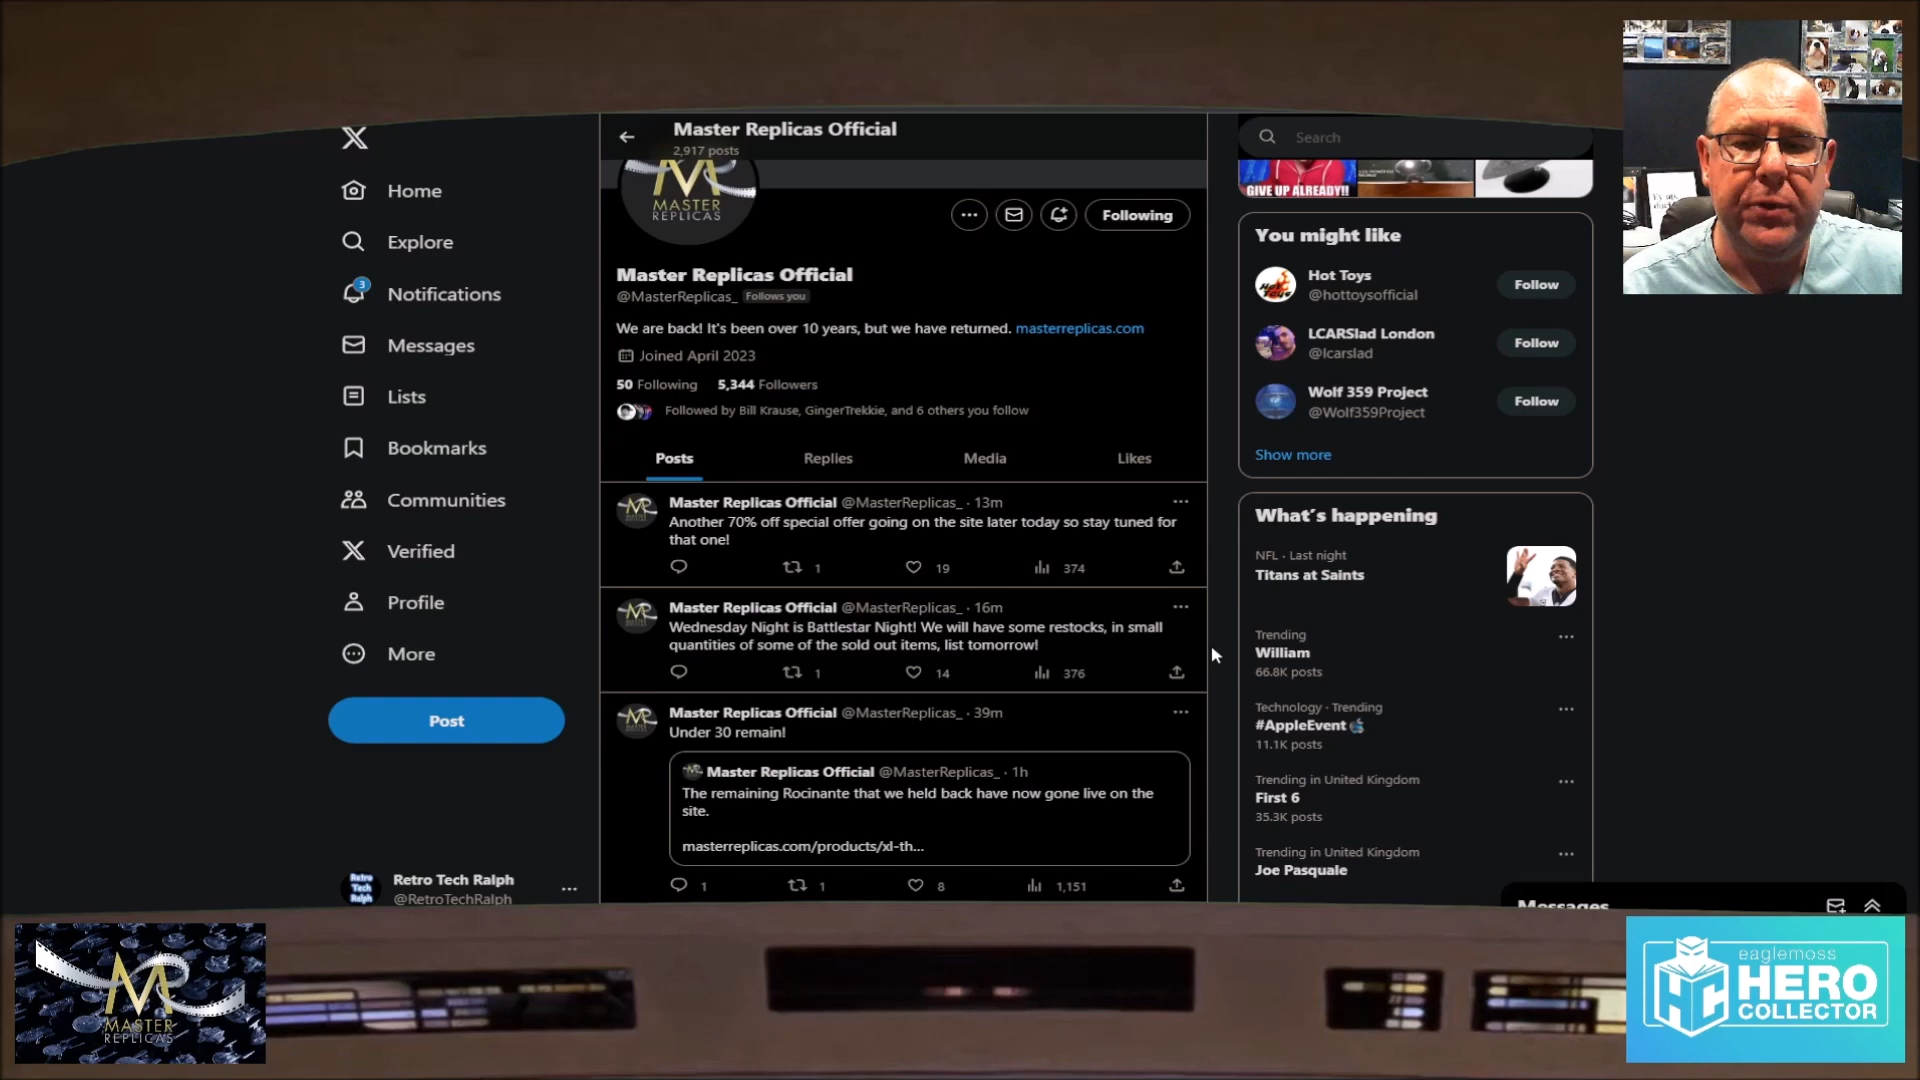 Home
Explore
3
Notifications
Messages
Lists
Bookmarks
Communities
Verified
Profile
More
Post
Retro
Tech
Ralph
Retro Tech Ralph
@RetroTechRalph
Master Replicas Official
2,917 posts
MASTER
REPLICAS
Following
Master Replicas Official
@MasterReplicas_ Follows you
We are back! It's been over 10 years, but we have returned. masterreplicas.com
Joined April 2023
50 Following 5,344 Followers
Followed by Bill Krause, GingerTrekkie, and 6 others you follow
Posts Replies Media Likes
Master Replicas Official @MasterReplicas_ · 13m
Another 70% off special offer going on the site later today so stay tuned for
that one!
1 19 374
Master Replicas Official @MasterReplicas_ · 16m
Wednesday Night is Battlestar Night! We will have some restocks, in small
quantities of some of the sold out items, list tomorrow!
1 14 376
Master Replicas Official @MasterReplicas_ · 39m
Under 30 remain!
Master Replicas Official @MasterReplicas_ · 1h
The remaining Rocinante that we held back have now gone live on the
site.
masterreplicas.com/products/xl-th...
1 1 8 1,151
Search
GIVE UP ALREADY!!
You might like
Hot Toys
@hottoysofficial
Follow
LCARSlad London
@lcarslad
Follow
Wolf 359 Project
@Wolf359Project
Follow
Show more
What's happening
NFL · Last night
Titans at Saints
Trending
William
66.8K posts
Technology · Trending
#AppleEvent
11.1K posts
Trending in United Kingdom
First 6
35.3K posts
Trending in United Kingdom
Joe Pasquale
Messages
MASTER
REPLICAS
eaglemoss
HERO
COLLECTOR